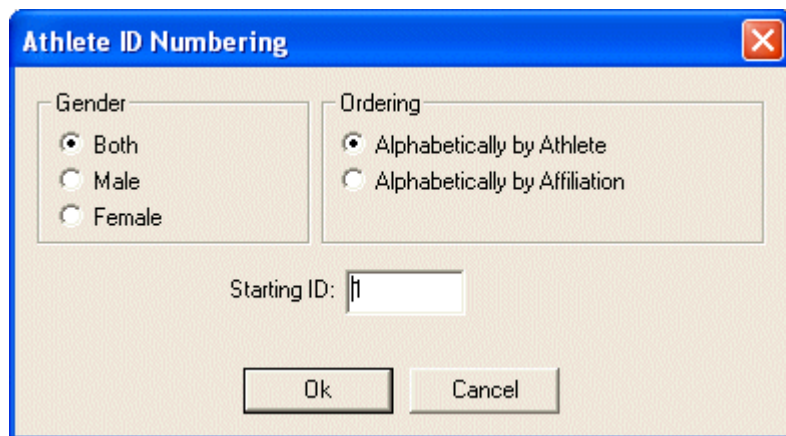 Athlete ID Numbering
Gender
Both
Male
Female
Ordering
Alphabetically by Athlete
Alphabetically by Affiliation
Starting ID: 1
Ok Cancel